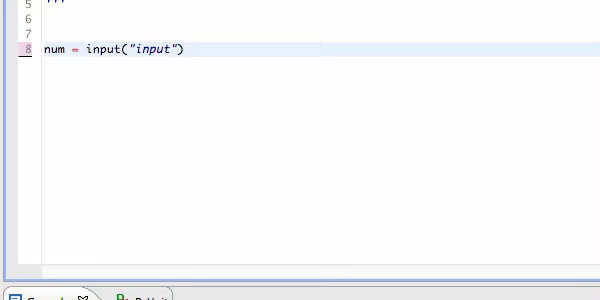 5 '''
6
7
8 num = input("input")